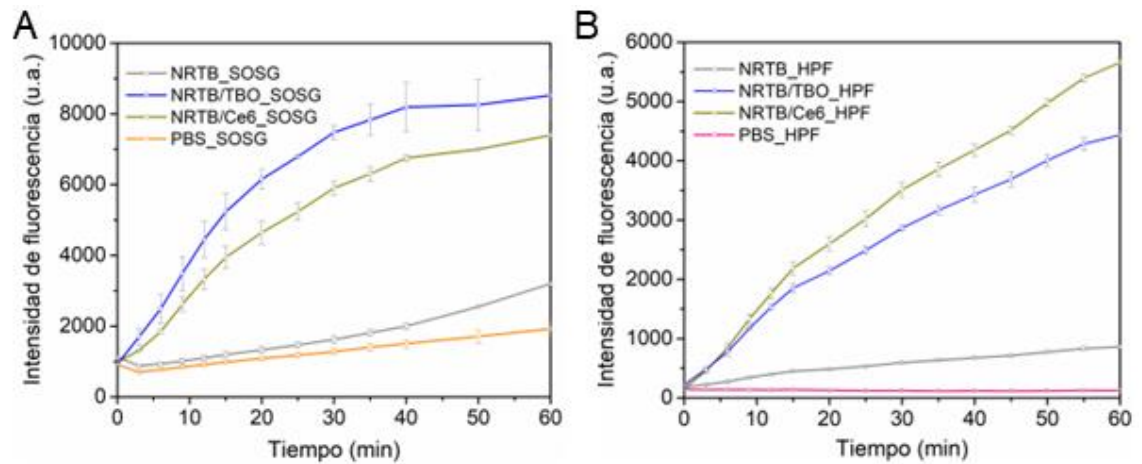 A
Intensidad de fluorescencia (u.a.)
10000
8000
6000
4000
2000
0
NRTB_SOSG
NRTB/TBO_SOSG
NRTB/Ce6_SOSG
PBS_SOSG
0 10 20 30 40 50 60
Tiempo (min)
B
Intensidad de fluorescencia (u.a.)
6000
5000
4000
3000
2000
1000
0
NRTB_HPF
NRTB/TBO_HPF
NRTB/Ce6_HPF
PBS_HPF
0 10 20 30 40 50 60
Tiempo (min)